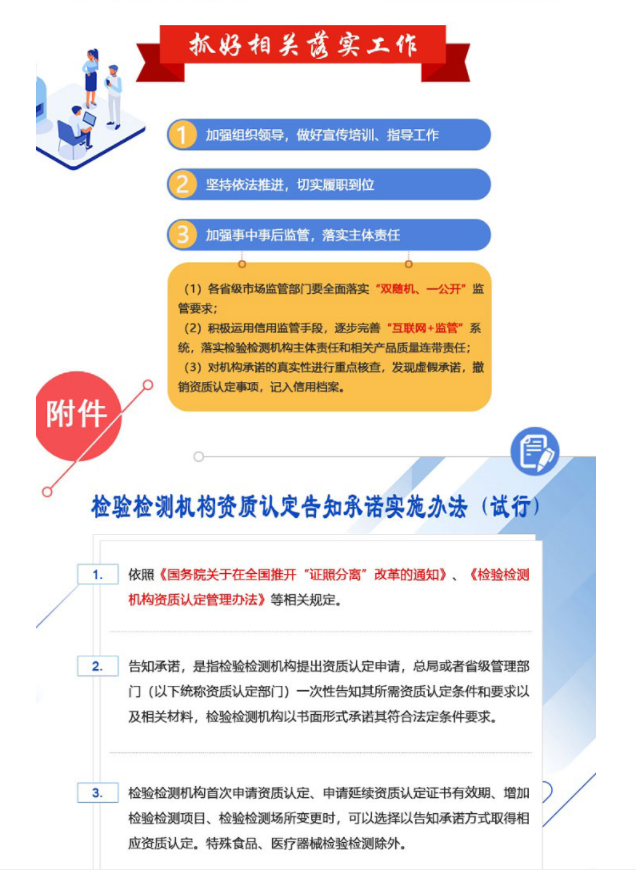 抓好相关落实工作
1 加强组织领导，做好宣传培训、指导工作
2 坚持依法推进，切实履职到位
3 加强事中事后监管，落实主体责任
（1）各省级市场监管部门要全面落实“双随机、一公开”监
管要求；
（2）积极运用信用监管手段，逐步完善“互联网+监管”系
统，落实检验检测机构主体责任和相关产品质量连带责任；
（3）对机构承诺的真实性进行重点核查，发现虚假承诺，撤
销资质认定事项，记入信用档案。
附件
检验检测机构资质认定告知承诺实施办法（试行）
1. 依照《国务院关于在全国推开“证照分离”改革的通知》、《检验检测
机构资质认定管理办法》等相关规定。
2. 告知承诺，是指检验检测机构提出资质认定申请，总局或者省级管理部
门（以下统称资质认定部门）一次性告知其所需资质认定条件和要求以
及相关材料，检验检测机构以书面形式承诺其符合法定条件要求。
3. 检验检测机构首次申请资质认定、申请延续资质认定证书有效期、增加
检验检测项目、检验检测场所变更时，可以选择以告知承诺方式取得相
应资质认定。特殊食品、医疗器械检验检测除外。